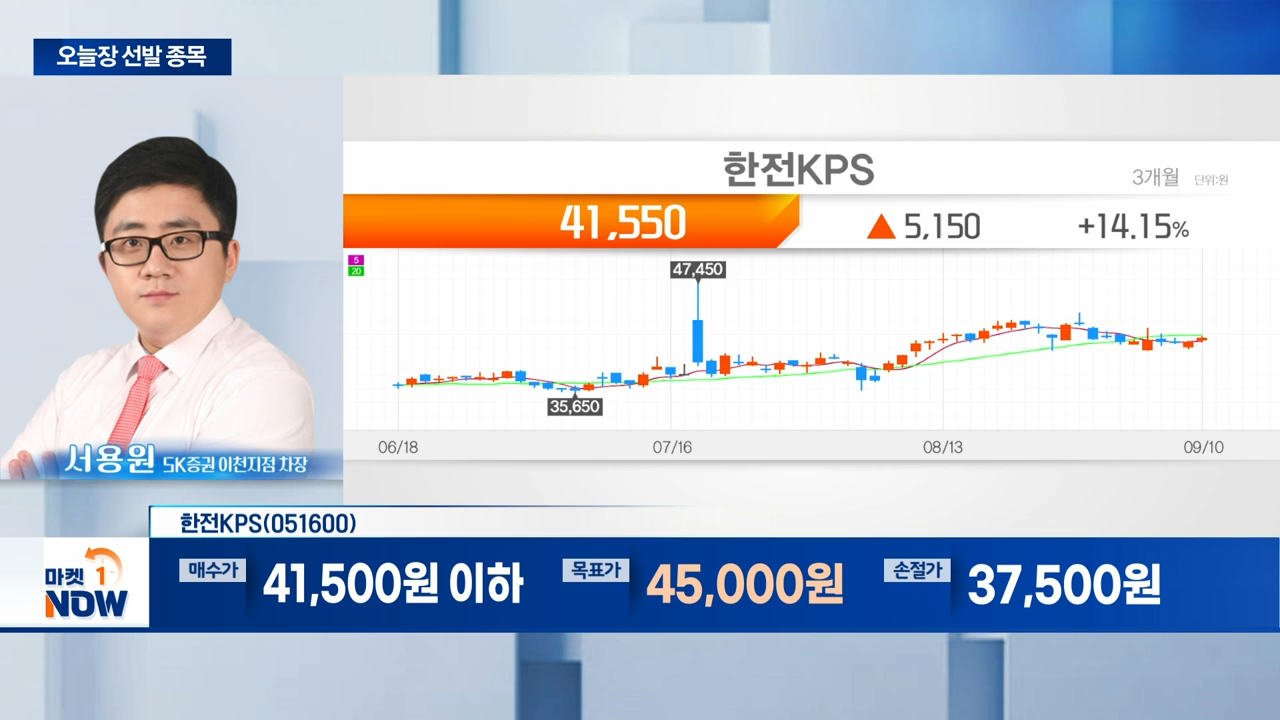 오늘장 선발 종목
한전KPS
3개월 단위:원
41,550 ▲ 5,150 +14.15%
5
20
47,450
35,650
06/18 07/16 08/13 09/10
서용원 SK증권 이천지점 차장
한전KPS(051600)
마켓 1
NOW
매수가 41,500원 이하 목표가 45,000원 손절가 37,500원